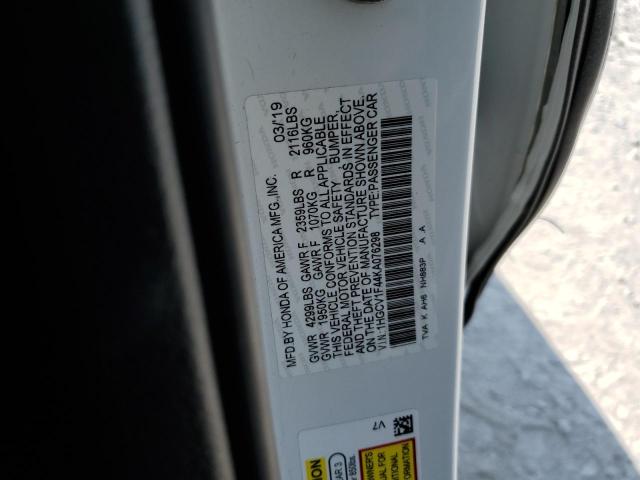 MFD.BY HONDA OF AMERICA MFG.,INC. 03/'19
GVWR 4299LBS GAWR F 2359LBS R 2116LBS
GVWR 1950KG GAWR F 1070KG R 960KG
THIS VEHICLE CONFORMS TO ALL APPLICABLE
FEDERAL MOTOR VEHICLE SAFETY BUMPER,
AND THEFT PREVENTION STANDARDS IN EFFECT
ON THE DATE OF MANUFACTURE SHOWN ABOVE.
V.I.N:1HGCV1F44KA076298 TYPE:PASSENGER CAR
TVA K AH6 NH883P A A
V7